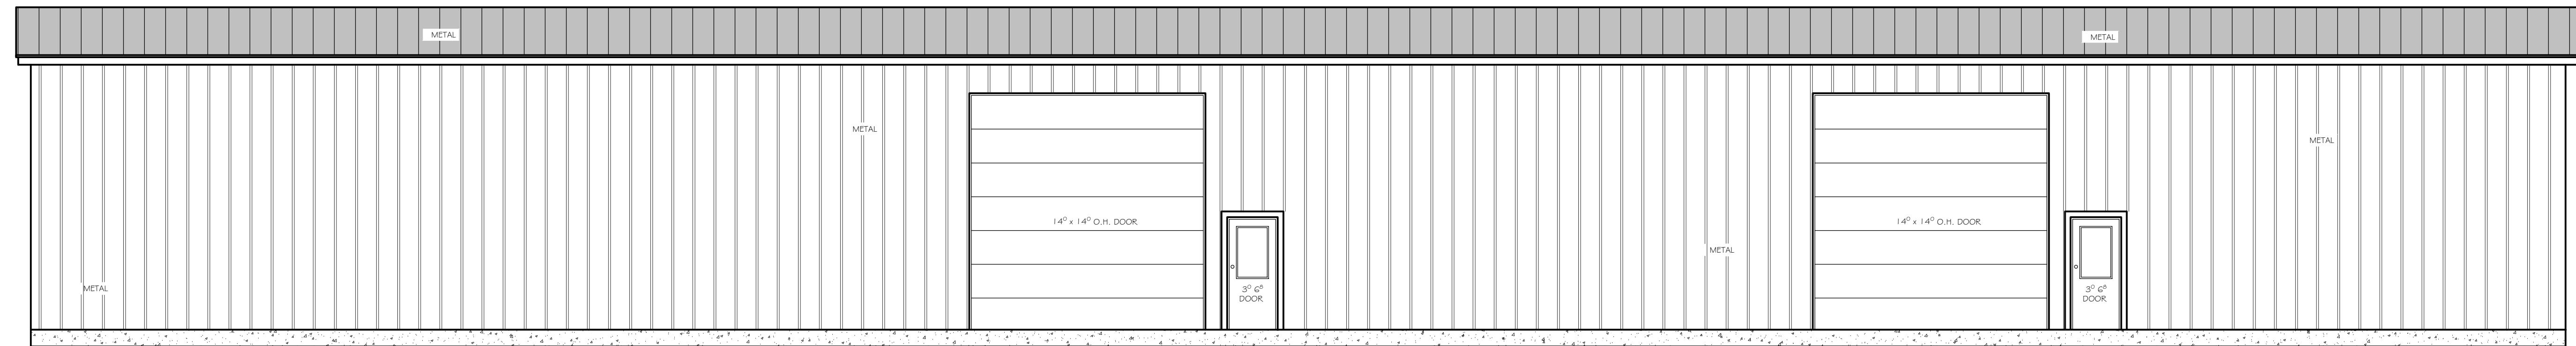 METAL
METAL
METAL
METAL
14⁰ x 14⁰ O.H. DOOR
14⁰ x 14⁰ O.H. DOOR
METAL
METAL
3⁰ 6⁸
DOOR
3⁰ 6⁸
DOOR